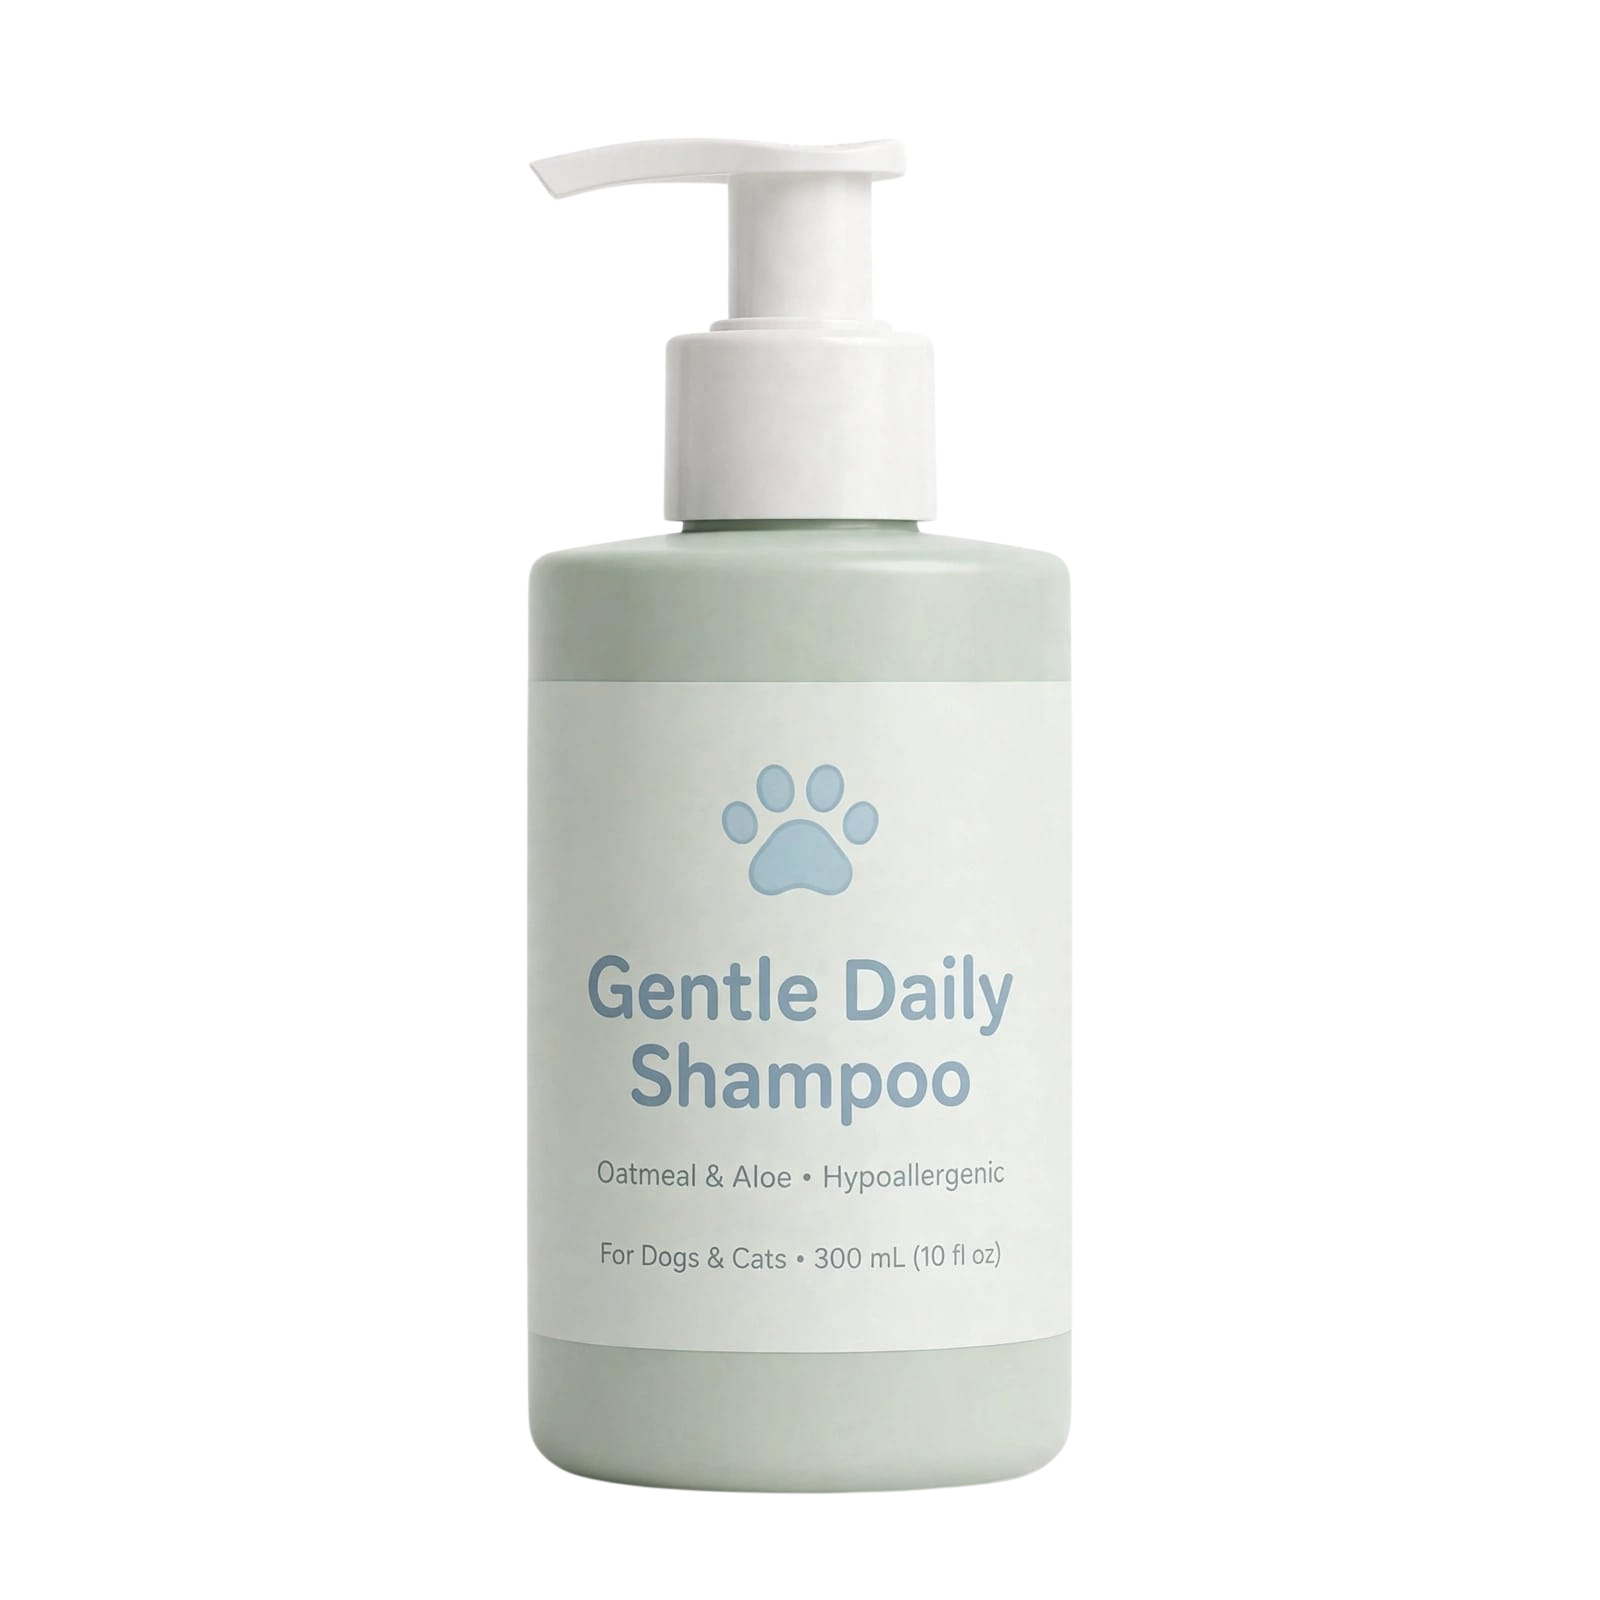 Gentle Daily
Shampoo
Oatmeal & Aloe • Hypoallergenic
For Dogs & Cats • 300 mL (10 fl oz)